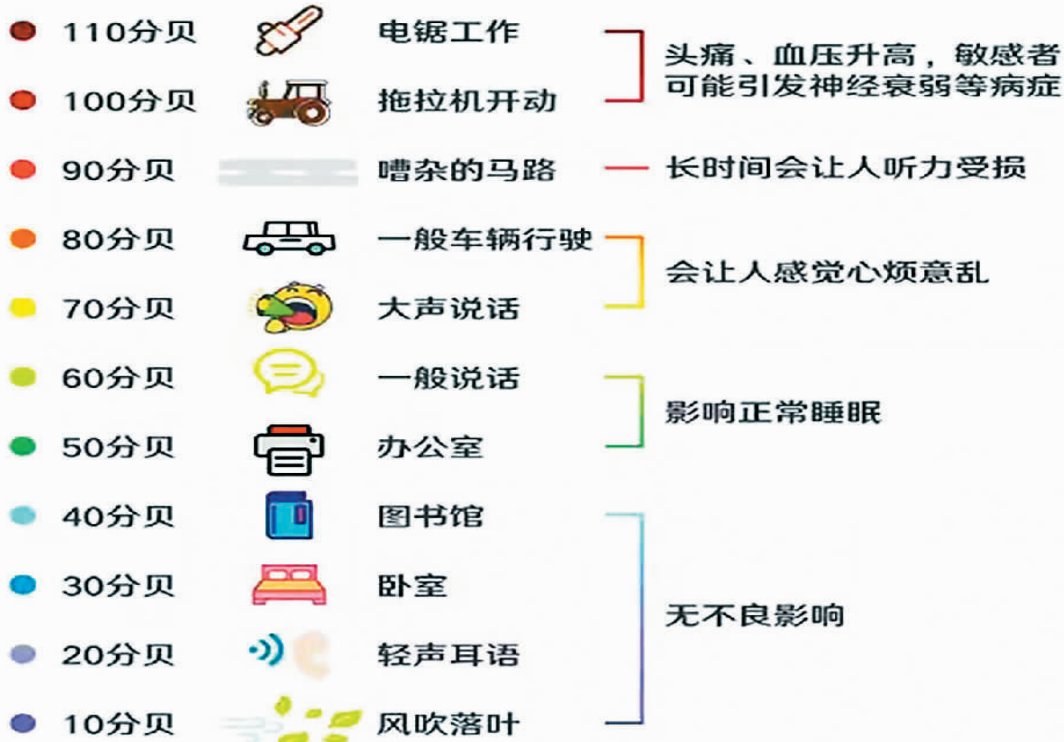 110分贝 电锯工作
头痛、血压升高，敏感者
可能引发神经衰弱等病症
100分贝 拖拉机开动
90分贝 嘈杂的马路 长时间会让人听力受损
80分贝 一般车辆行驶
会让人感觉心烦意乱
70分贝 大声说话
60分贝 一般说话
影响正常睡眠
50分贝 办公室
40分贝 图书馆
30分贝 卧室
无不良影响
20分贝 轻声耳语
10分贝 风吹落叶